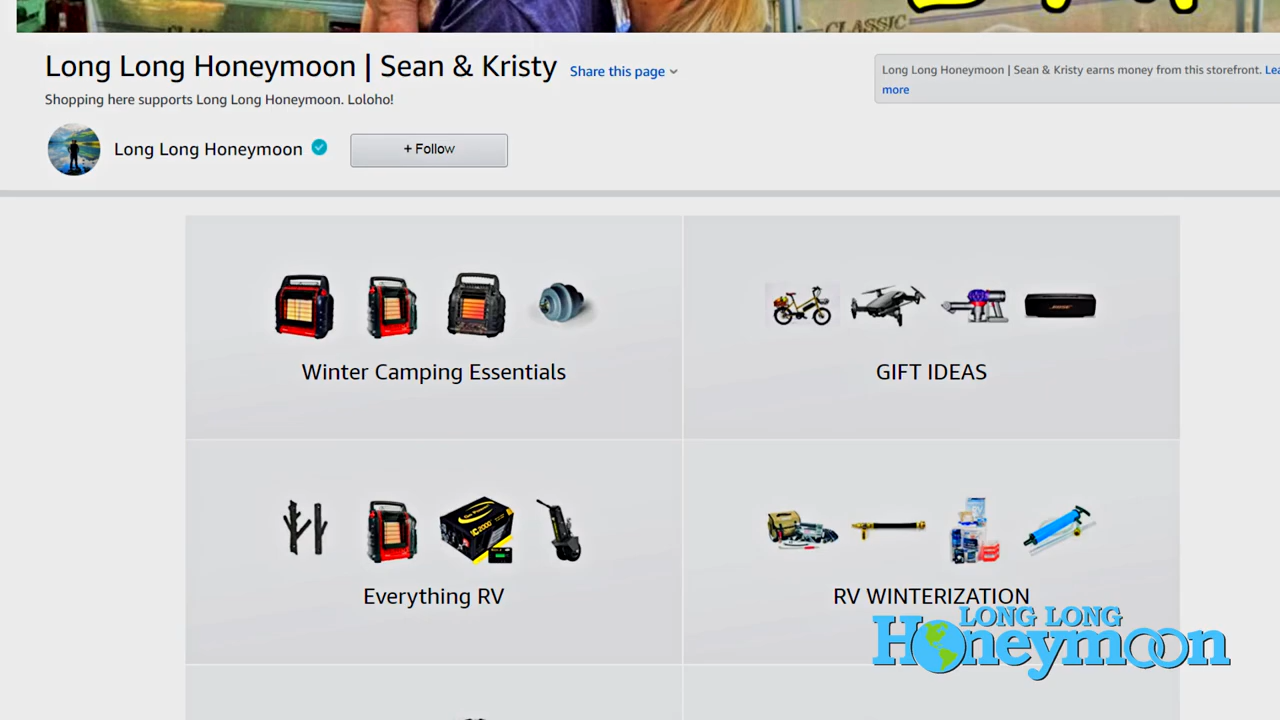 CLASSIC
Long Long Honeymoon | Sean & Kristy
Share this page
Long Long Honeymoon | Sean & Kristy earns money from this storefront. Lea
more
Shopping here supports Long Long Honeymoon. Loloho!
Long Long Honeymoon
+ Follow
BOSE
Winter Camping Essentials
GIFT IDEAS
Everything RV
RV WINTERIZATION
LONG LONG
Honeymoon